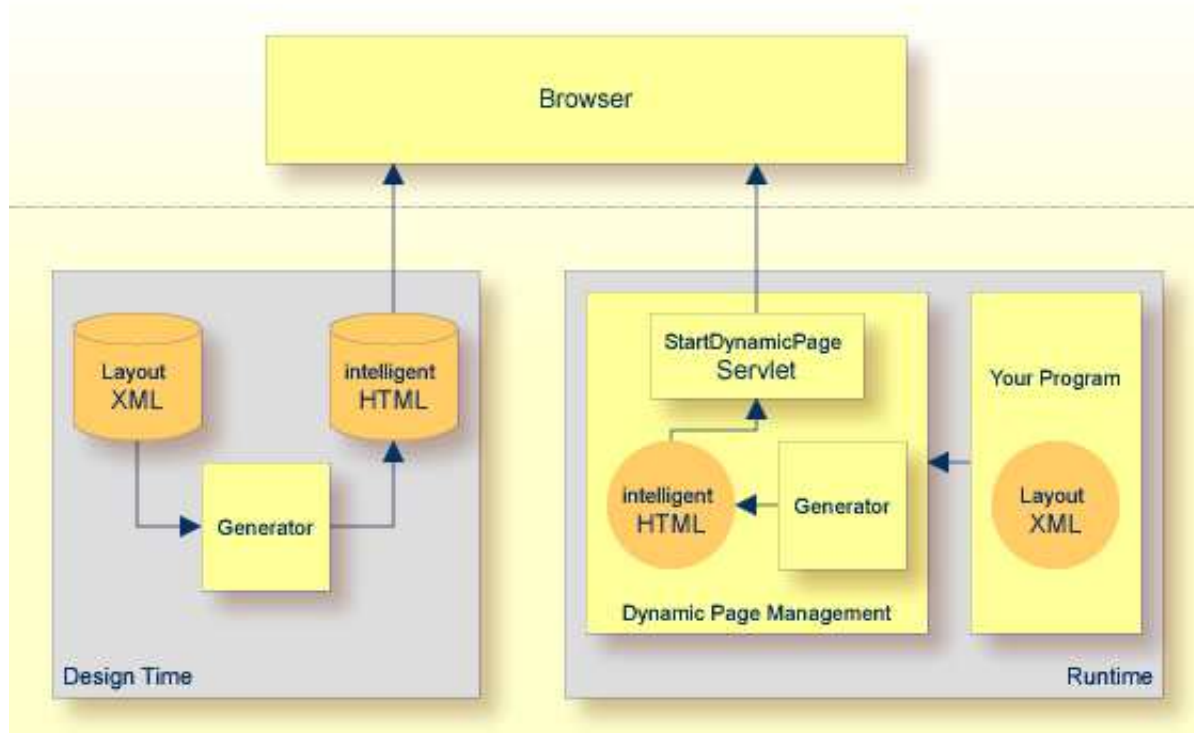 Browser
Layout
XML
intelligent
HTML
Generator
Design Time
StartDynamicPage
Servlet
intelligent
HTML
Generator
Dynamic Page Management
Your Program
Layout
XML
Runtime